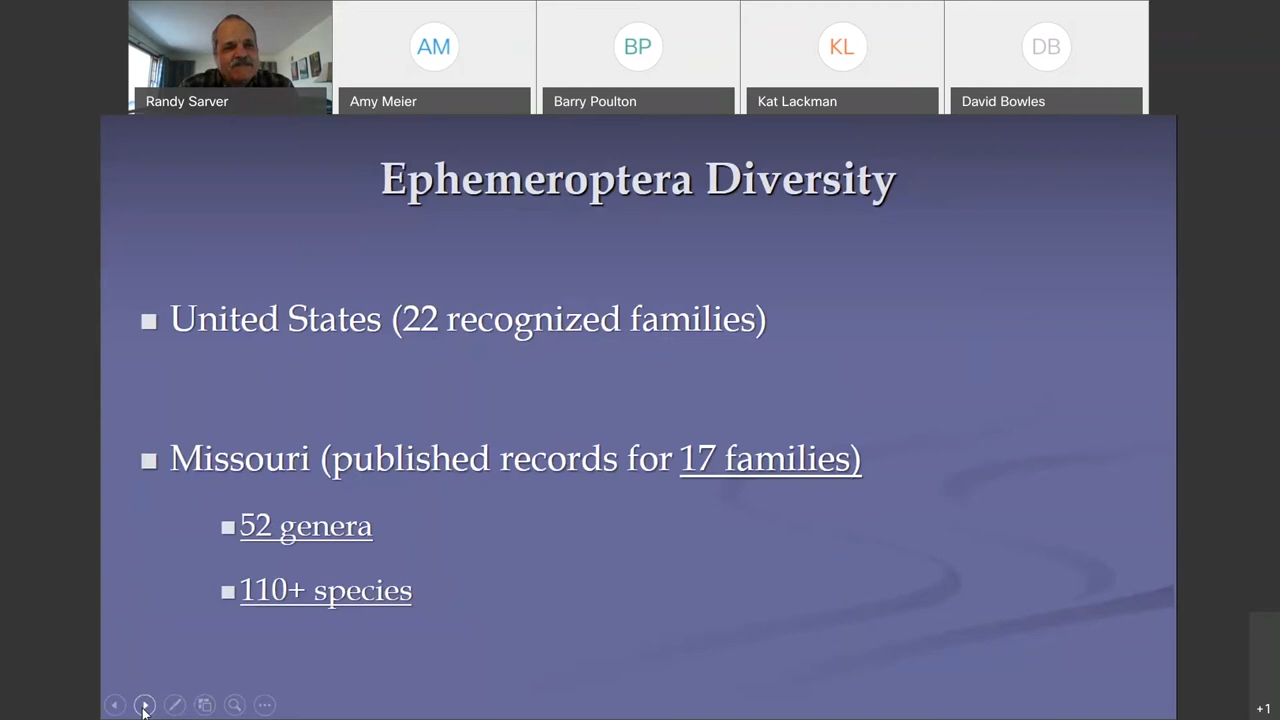 AM
BP
KL
DB
Randy Sarver
Amy Meier
Barry Poulton
Kat Lackman
David Bowles
Ephemeroptera Diversity
United States (22 recognized families)
Missouri (published records for 17 families)
52 genera
110+ species
+1